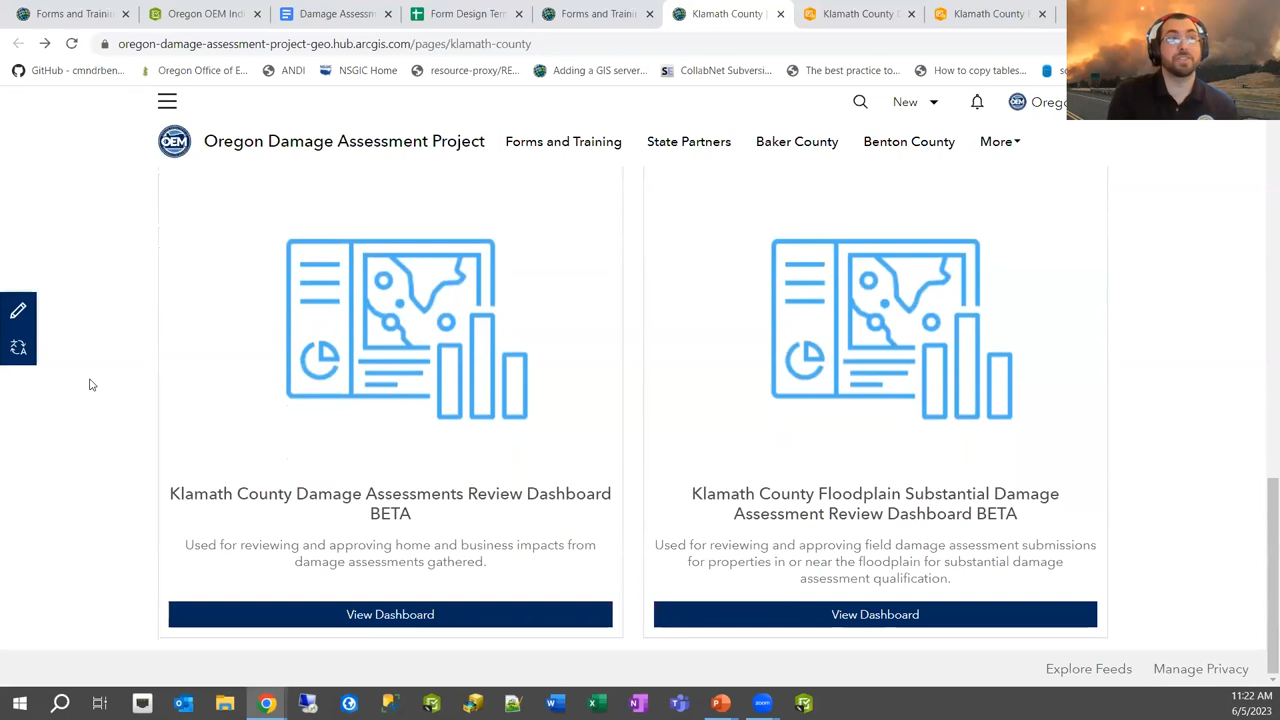 Forms and Trainin
Oregon OEM Indi
Damage Assessm
Form Design Tem
Forms and Trainin
Klamath County
Klamath County D
Klamath County F
oregon-damage-assessment-project-geo.hub.arcgis.com/pages/klamath-county
GitHub - cmndrben...
Oregon Office of E...
ANDI
NSGIC Home
resource-proxy/RE...
Adding a GIS server...
CollabNet Subversi...
The best practice to...
How to copy tables...
New
Orego
OEM
Oregon Damage Assessment Project
Forms and Training
State Partners
Baker County
Benton County
More
Klamath County Damage Assessments Review Dashboard
BETA
Used for reviewing and approving home and business impacts from
damage assessments gathered.
View Dashboard
Klamath County Floodplain Substantial Damage
Assessment Review Dashboard BETA
Used for reviewing and approving field damage assessment submissions
for properties in or near the floodplain for substantial damage
assessment qualification.
View Dashboard
Explore Feeds
Manage Privacy
11:22 AM
6/5/2023